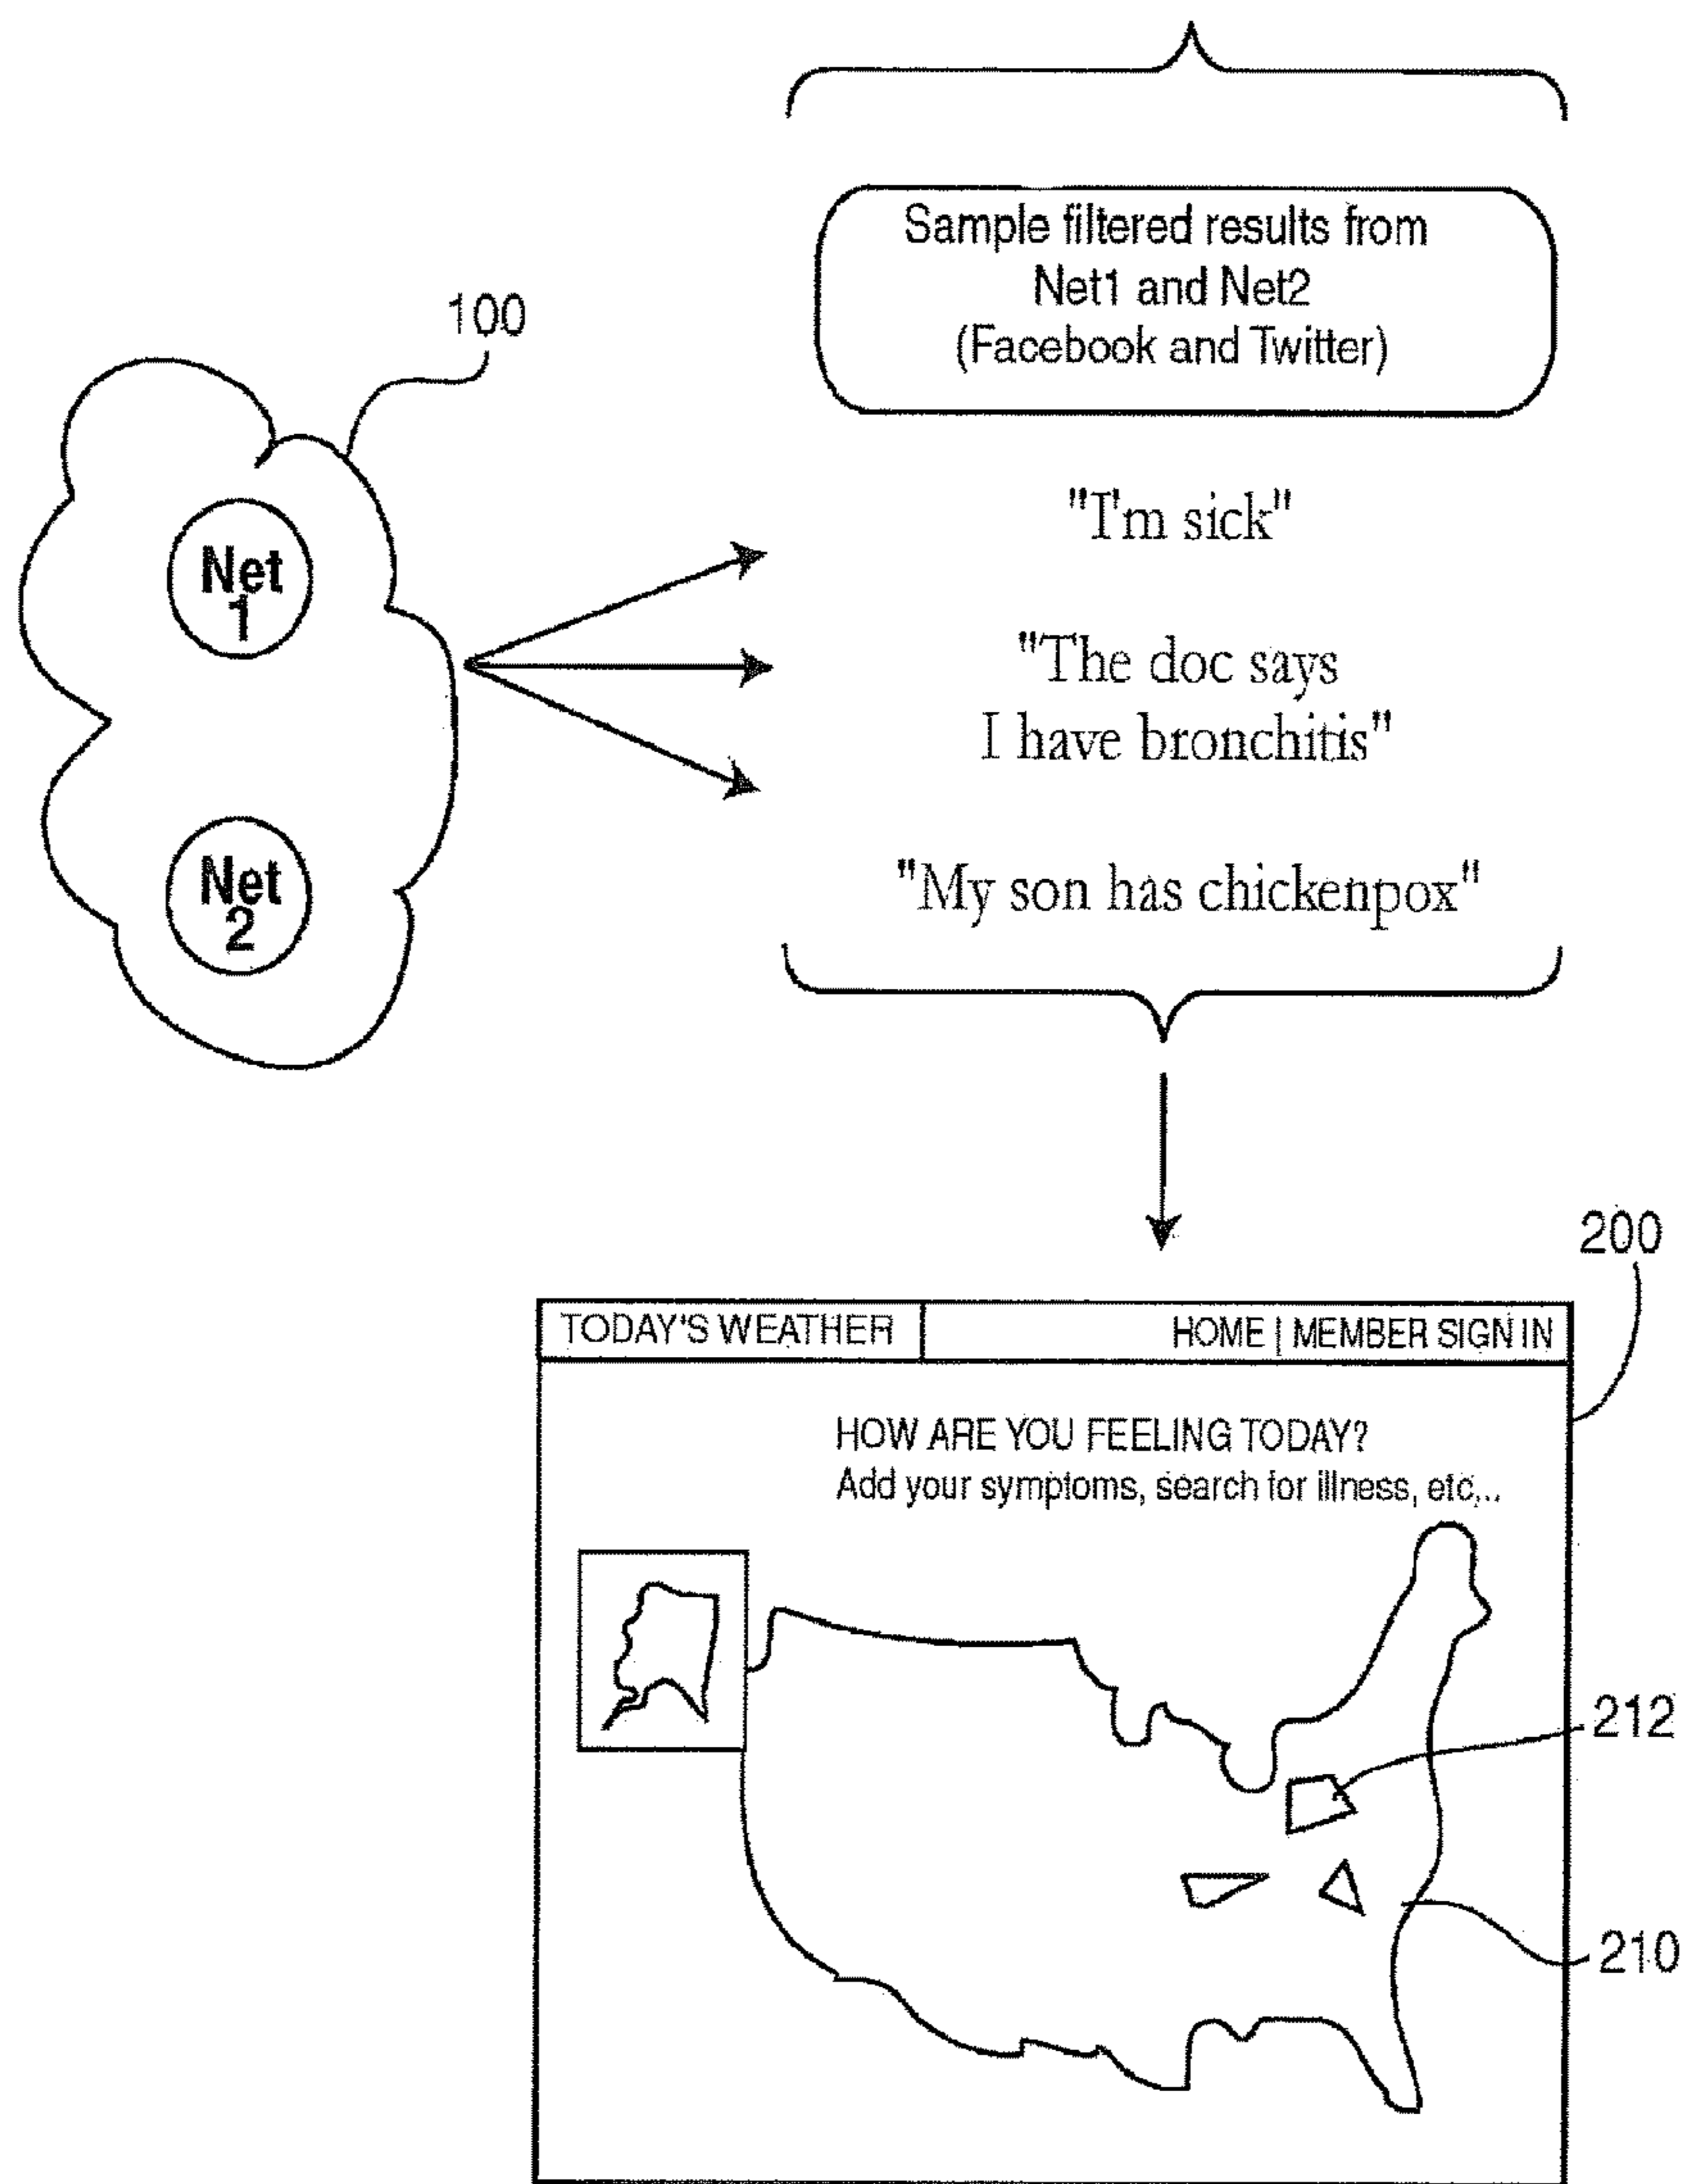 Sample filtered results from
Net1 and Net2
(Facebook and Twitter)
100
Net
1
Net
2
"I'm sick"
"The doc says
I have bronchitis"
"My son has chickenpox"
200
TODAY'S WEATHER
HOME | MEMBER SIGN IN
HOW ARE YOU FEELING TODAY?
Add your symptoms, search for illness, etc,..
212
210